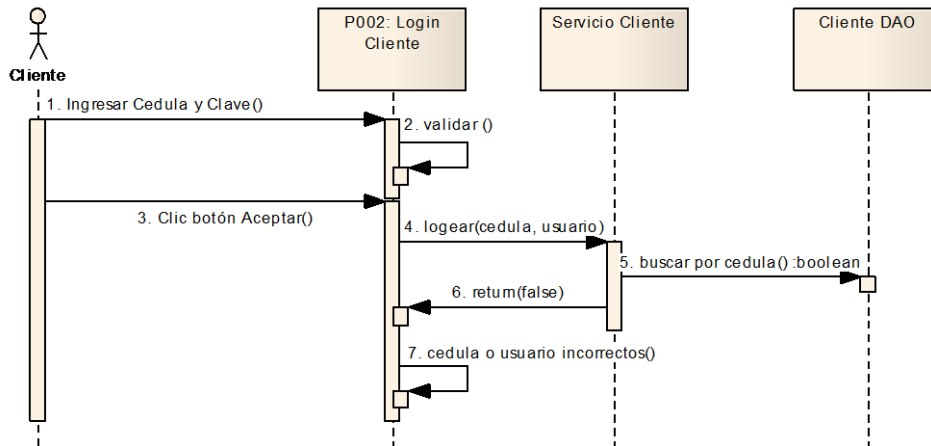 Cliente
P002: Login
Cliente
Servicio Cliente
Cliente DAO
1. Ingresar Cedula y Clave()
2. validar ()
3. Clic botón Aceptar()
4. logear(cedula, usuario)
5. buscar por cedula() :boolean
6. return(false)
7. cedula o usuario incorrectos()